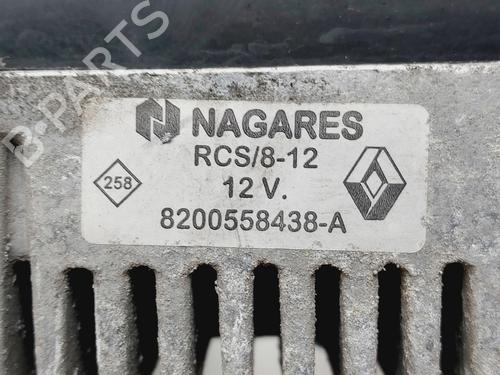 NAGARES
RCS/8-12
258
12 V.
8200558438-A
B-PARTS